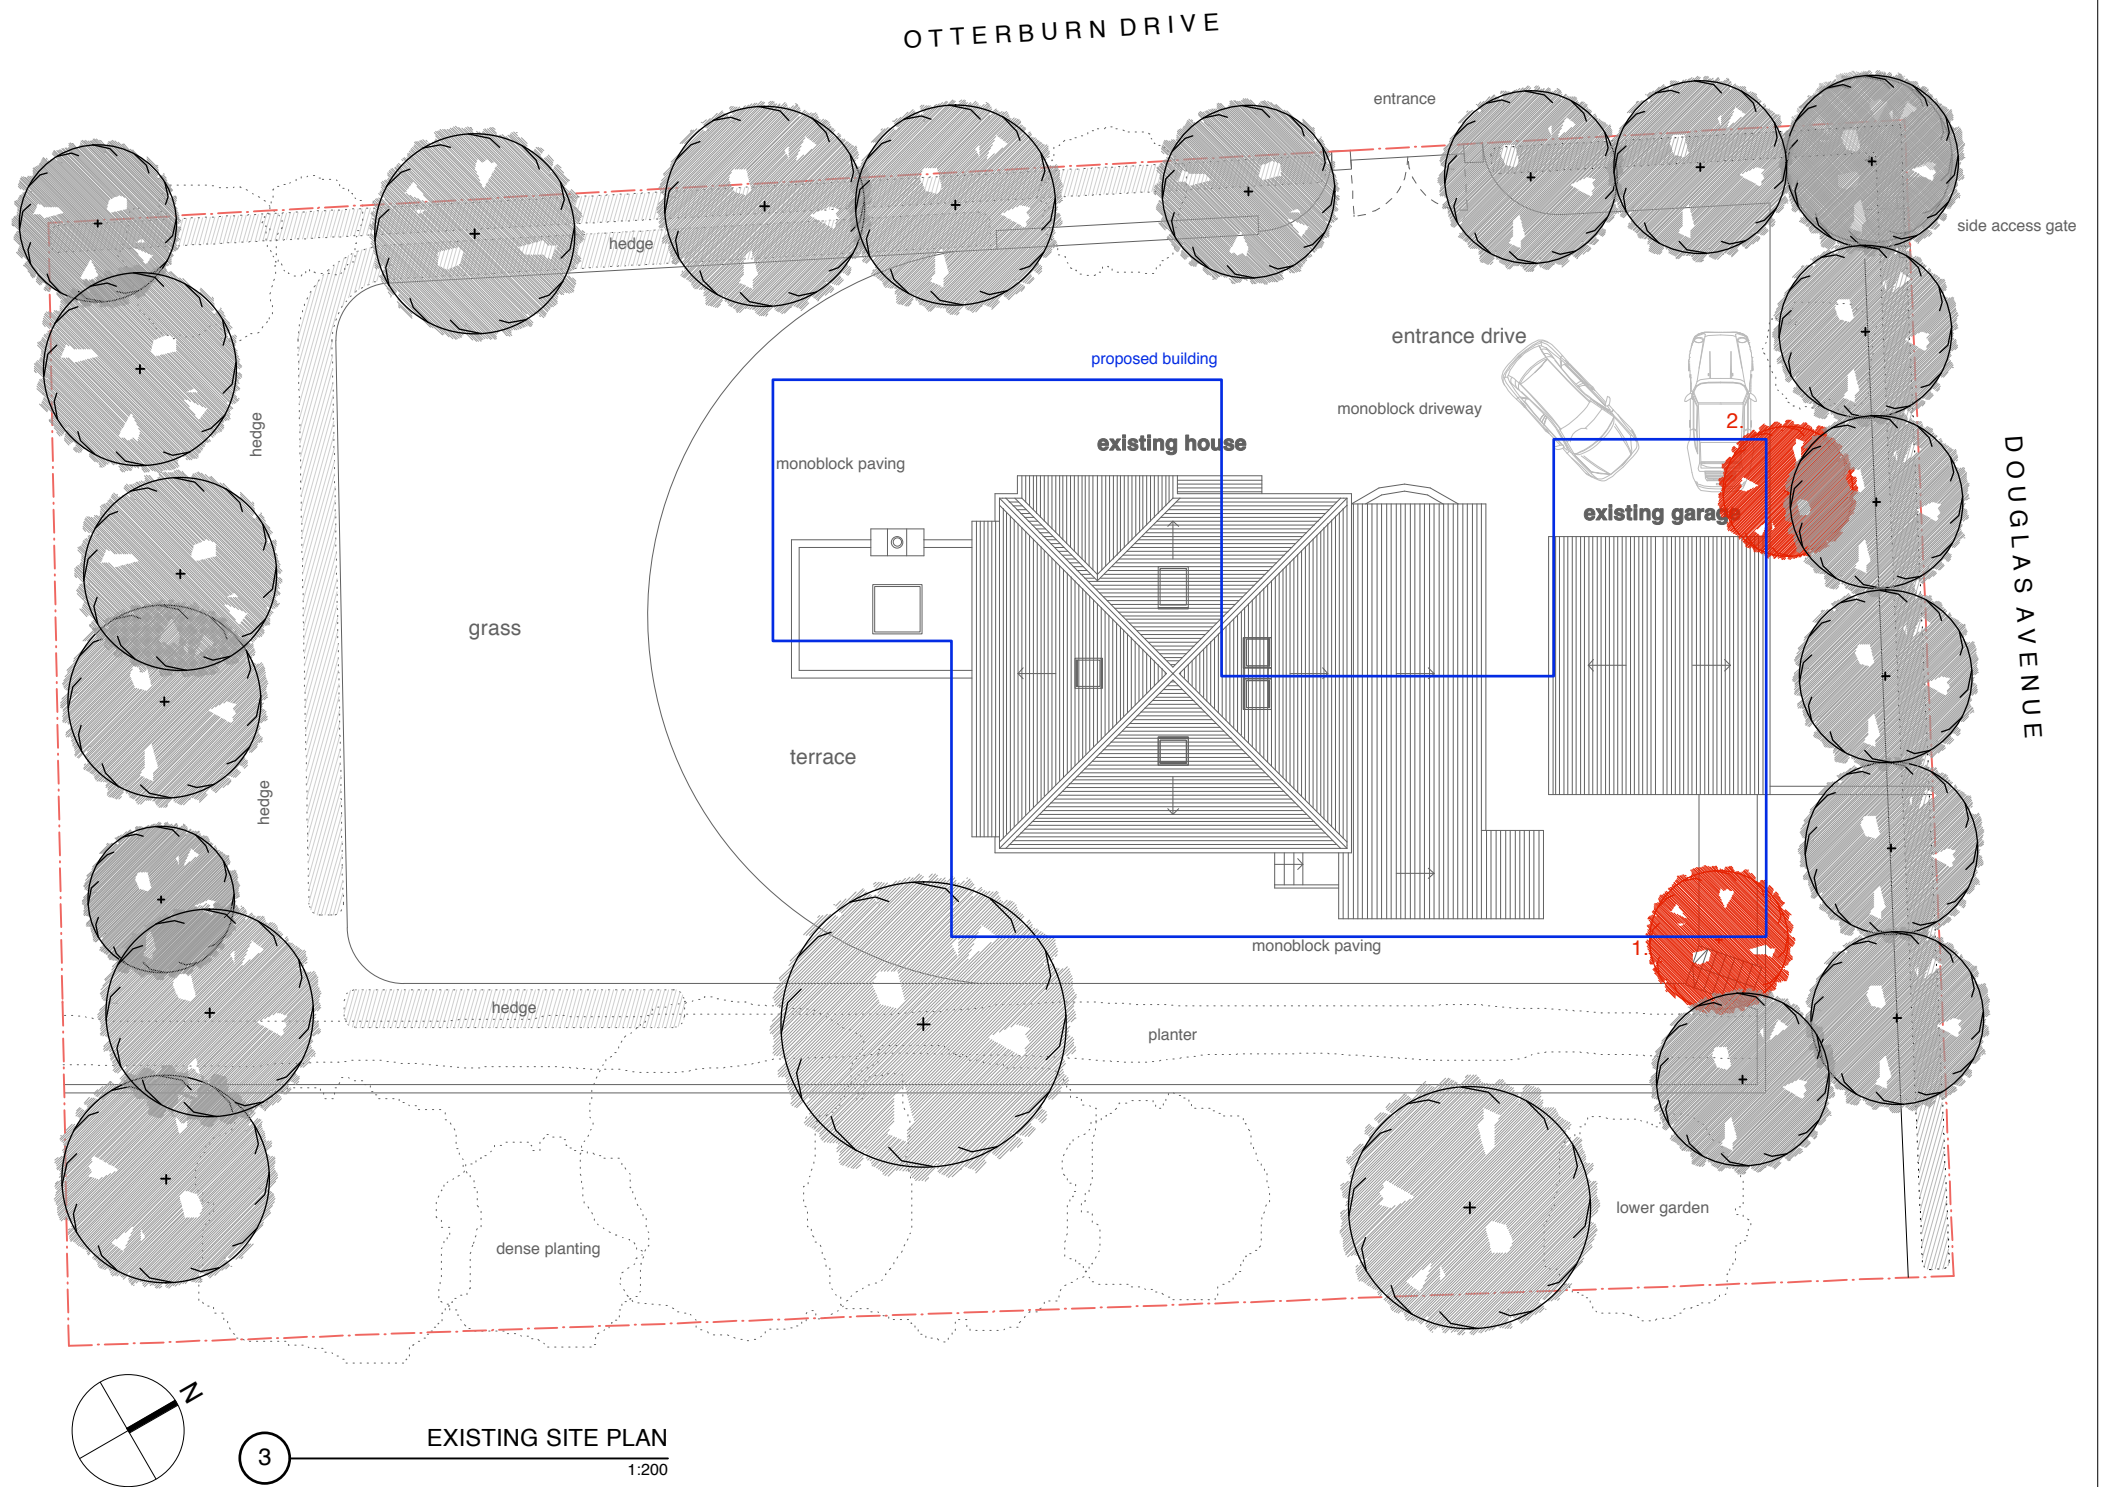 OTTERBURN DRIVE
entrance
side access gate
hedge
entrance drive
proposed building
monoblock driveway
2.
hedge
existing house
monoblock paving
existing garage
DOUGLAS AVENUE
grass
terrace
hedge
monoblock paving
1.
hedge
planter
lower garden
dense planting
N
3
EXISTING SITE PLAN
1:200